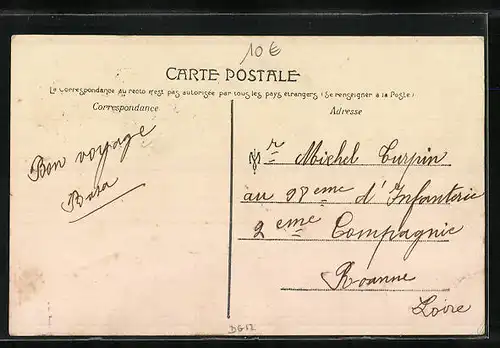 10€
CARTE POSTALE
La Correspondance au recto n'est pas autorisée par tous les pays étrangers (Se renseigner à la Poste)
Correspondance
Adresse
Bon voyage
Mr Michel Turpin
au 98eme d'Infanterie
2eme Compagnie
Roanne
Loire